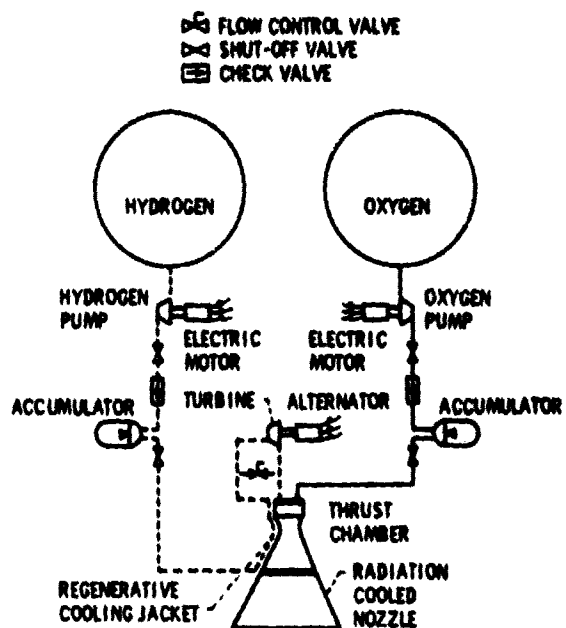 FLOW CONTROL VALVE
SHUT-OFF VALVE
CHECK VALVE
HYDROGEN
OXYGEN
HYDROGEN
PUMP
ELECTRIC
MOTOR
ELECTRIC
MOTOR
OXYGEN
PUMP
ACCUMULATOR
TURBINE
ALTERNATOR
ACCUMULATOR
THRUST
CHAMBER
REGENERATIVE
COOLING JACKET
RADIATION
COOLED
NOZZLE